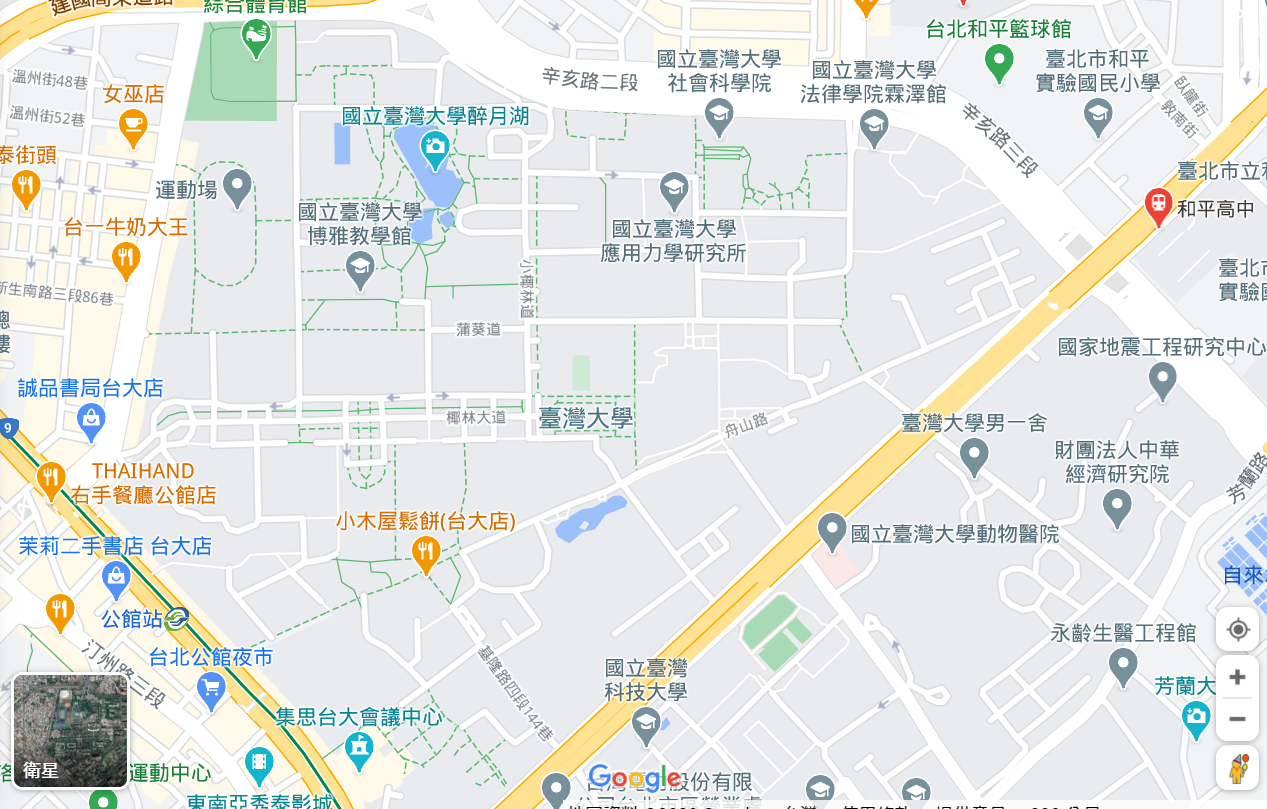 建國高架道路
綜合體育館
台北和平籃球館
臺北市和平
實驗國民小學
國立臺灣大學
社會科學院
國立臺灣大學
法律學院霖澤館
辛亥路二段
辛亥路三段
臥龍街
敦南街
溫州街48巷
溫州街52巷
女巫店
國立臺灣大學醉月湖
泰街頭
運動場
台一牛奶大王
國立臺灣大學
博雅教學館
國立臺灣大學
應用力學研究所
和平高中
新生南路三段86巷
小椰林道
蒲葵道
國家地震工程研究中心
誠品書局台大店
9
椰林大道
臺灣大學
舟山路
臺灣大學男一舍
財團法人中華
經濟研究院
芳蘭路
THAIHAND
右手餐廳公館店
小木屋鬆餅(台大店)
國立臺灣大學動物醫院
茉莉二手書店 台大店
公館站
汀州路三段
台北公館夜市
基隆路四段144巷
國立臺灣
科技大學
永齡生醫工程館
芳蘭大
集思台大會議中心
衛星
運動中心
東南亞秀泰影城
Google